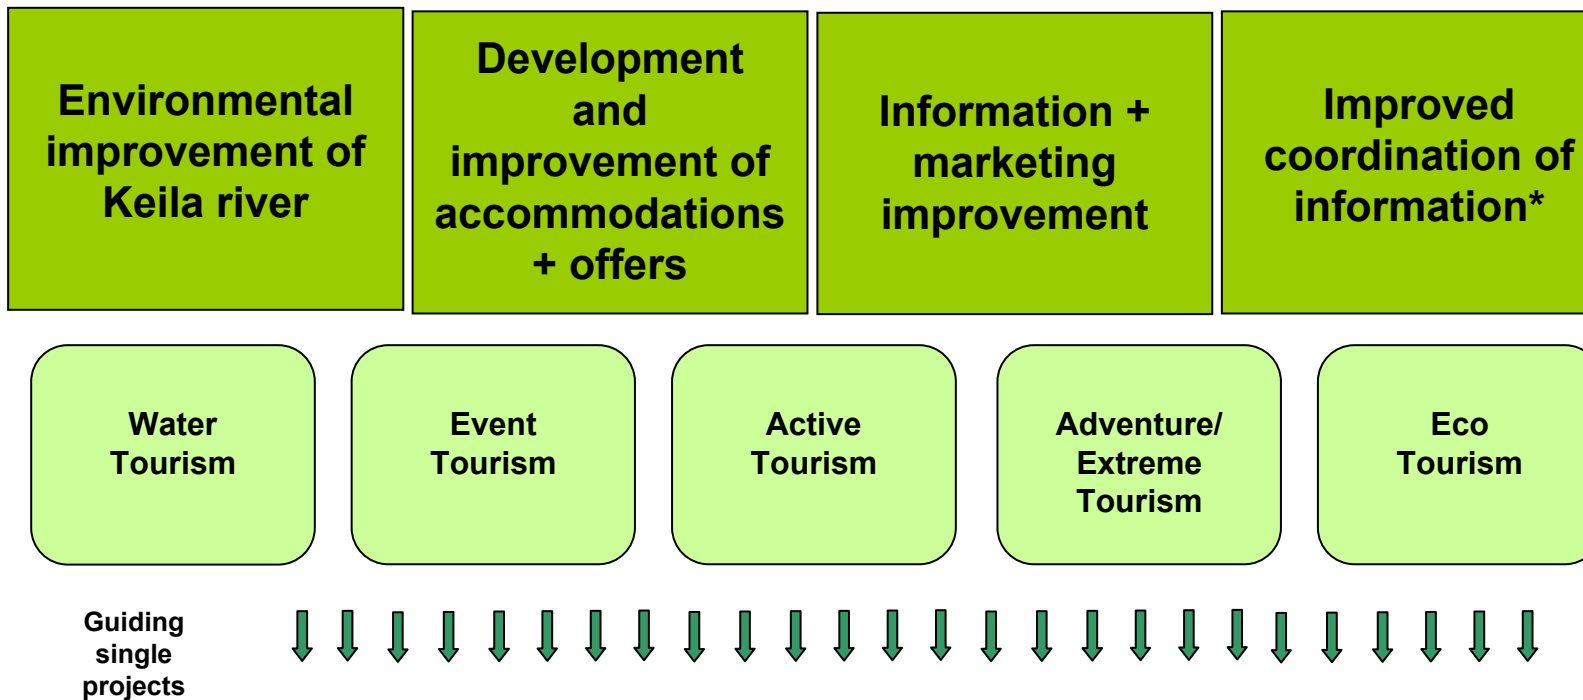 Environmental
improvement of
Keila river
Development
and
improvement of
accommodations
+ offers
Information +
marketing
improvement
Improved
coordination of
information*
Water
Tourism
Event
Tourism
Active
Tourism
Adventure/
Extreme
Tourism
Eco
Tourism
Guiding
single
projects